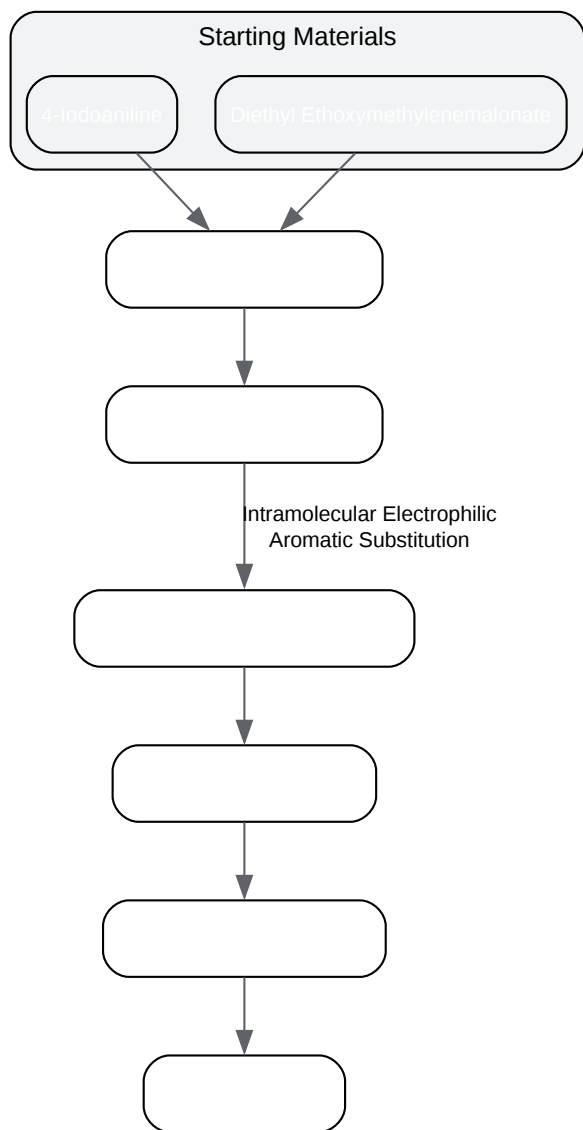 Starting Materials
4-Iodoaniline
Diethyl Ethoxymethylenemalonate
Intramolecular Electrophilic
Aromatic Substitution